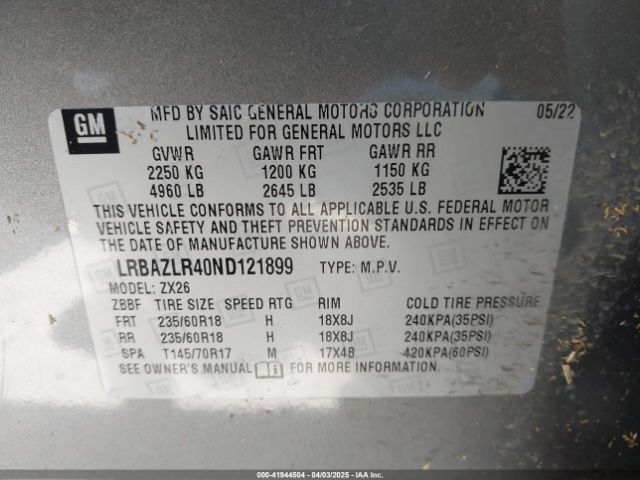 GM
MFD BY SAIC GENERAL MOTORS CORPORATION 05/22
LIMITED FOR GENERAL MOTORS LLC
GVWR GAWR FRT GAWR RR
2250 KG 1200 KG 1150 KG
4960 LB 2645 LB 2535 LB
THIS VEHICLE CONFORMS TO ALL APPLICABLE U.S. FEDERAL MOTOR
VEHICLE SAFETY AND THEFT PREVENTION STANDARDS IN EFFECT ON
THE DATE OF MANUFACTURE SHOWN ABOVE.
LRBAZLR40ND121899 TYPE: M.P.V.
MODEL: ZX26
ZBBF TIRE SIZE SPEED RTG RIM COLD TIRE PRESSURE
FRT 235/60R18 H 18X8J 240KPA(35PSI)
RR 235/60R18 H 18X8J 240KPA(35PSI)
SPA T145/70R17 M 17X4B 420KPA(60PSI)
SEE OWNER'S MANUAL FOR MORE INFORMATION.
000-41944504 - 04/03/2025 - IAAI.COM